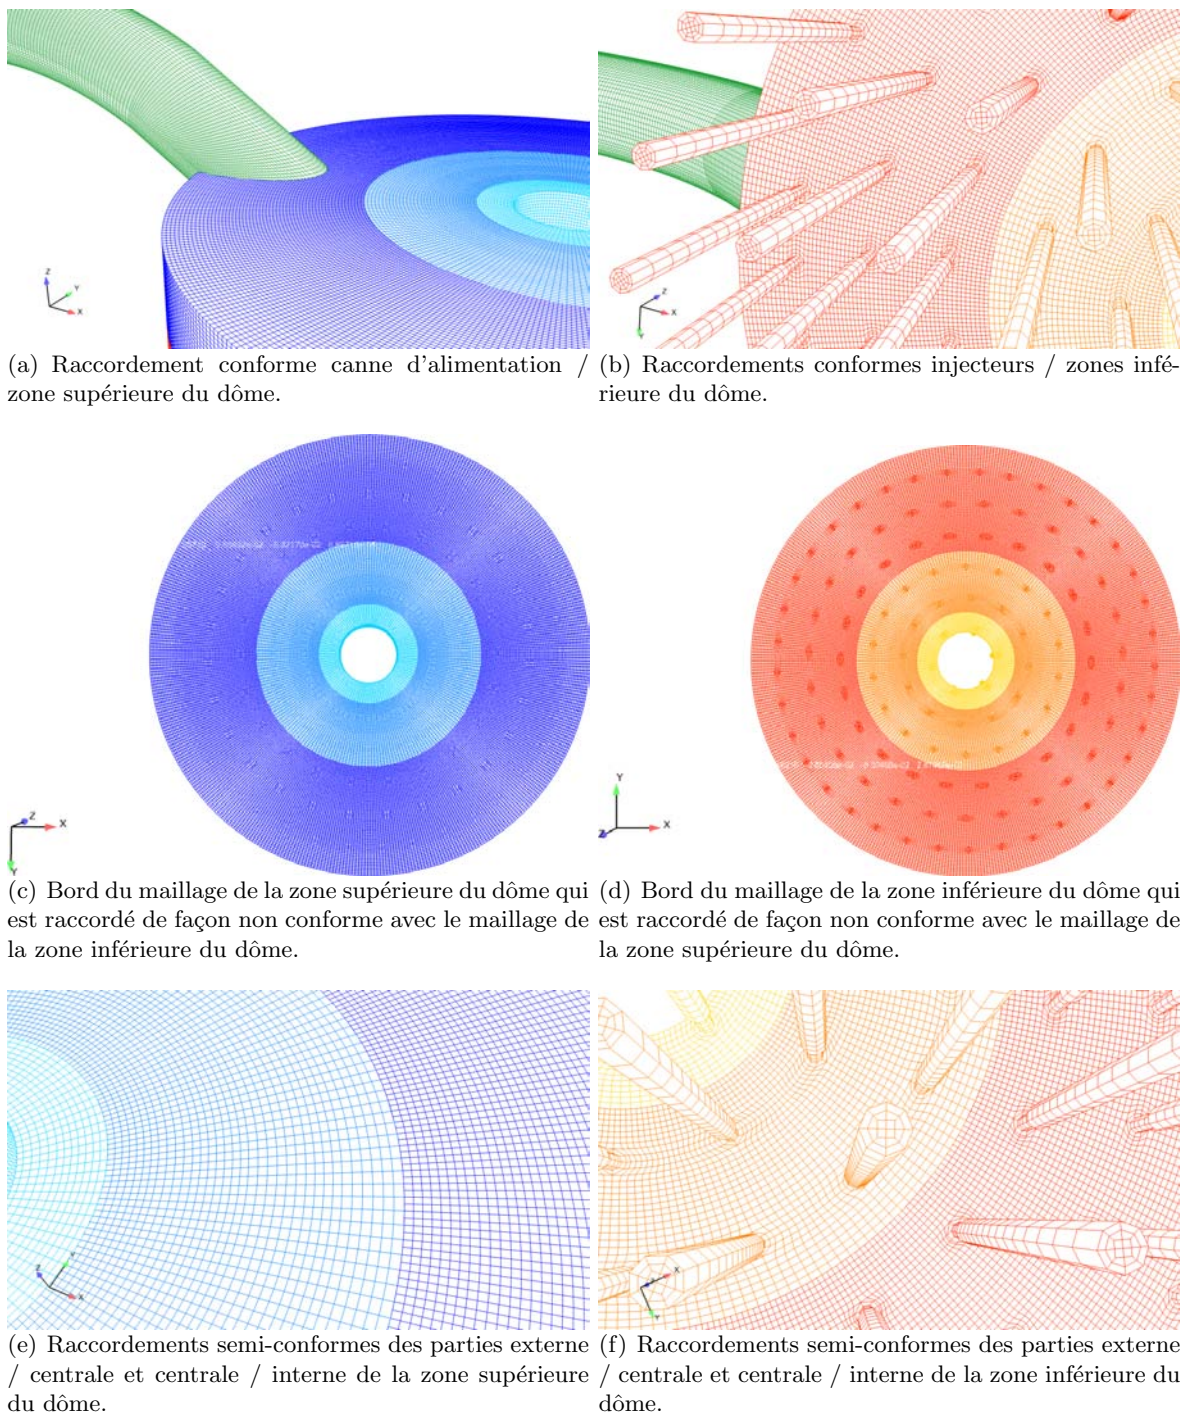 Z
Y
X
Z
X
Y
(a) Raccordement conforme canne d'alimentation /
zone supérieure du dôme.
(b) Raccordements conformes injecteurs / zones infé-
rieure du dôme.
Z
X
Y
Y
X
Z
(c) Bord du maillage de la zone supérieure du dôme qui
est raccordé de façon non conforme avec le maillage de
la zone inférieure du dôme.
(d) Bord du maillage de la zone inférieure du dôme qui
est raccordé de façon non conforme avec le maillage de
la zone supérieure du dôme.
Z
Y
X
X
Y
(e) Raccordements semi-conformes des parties externe
/ centrale et centrale / interne de la zone supérieure
du dôme.
(f) Raccordements semi-conformes des parties externe
/ centrale et centrale / interne de la zone inférieure du
dôme.